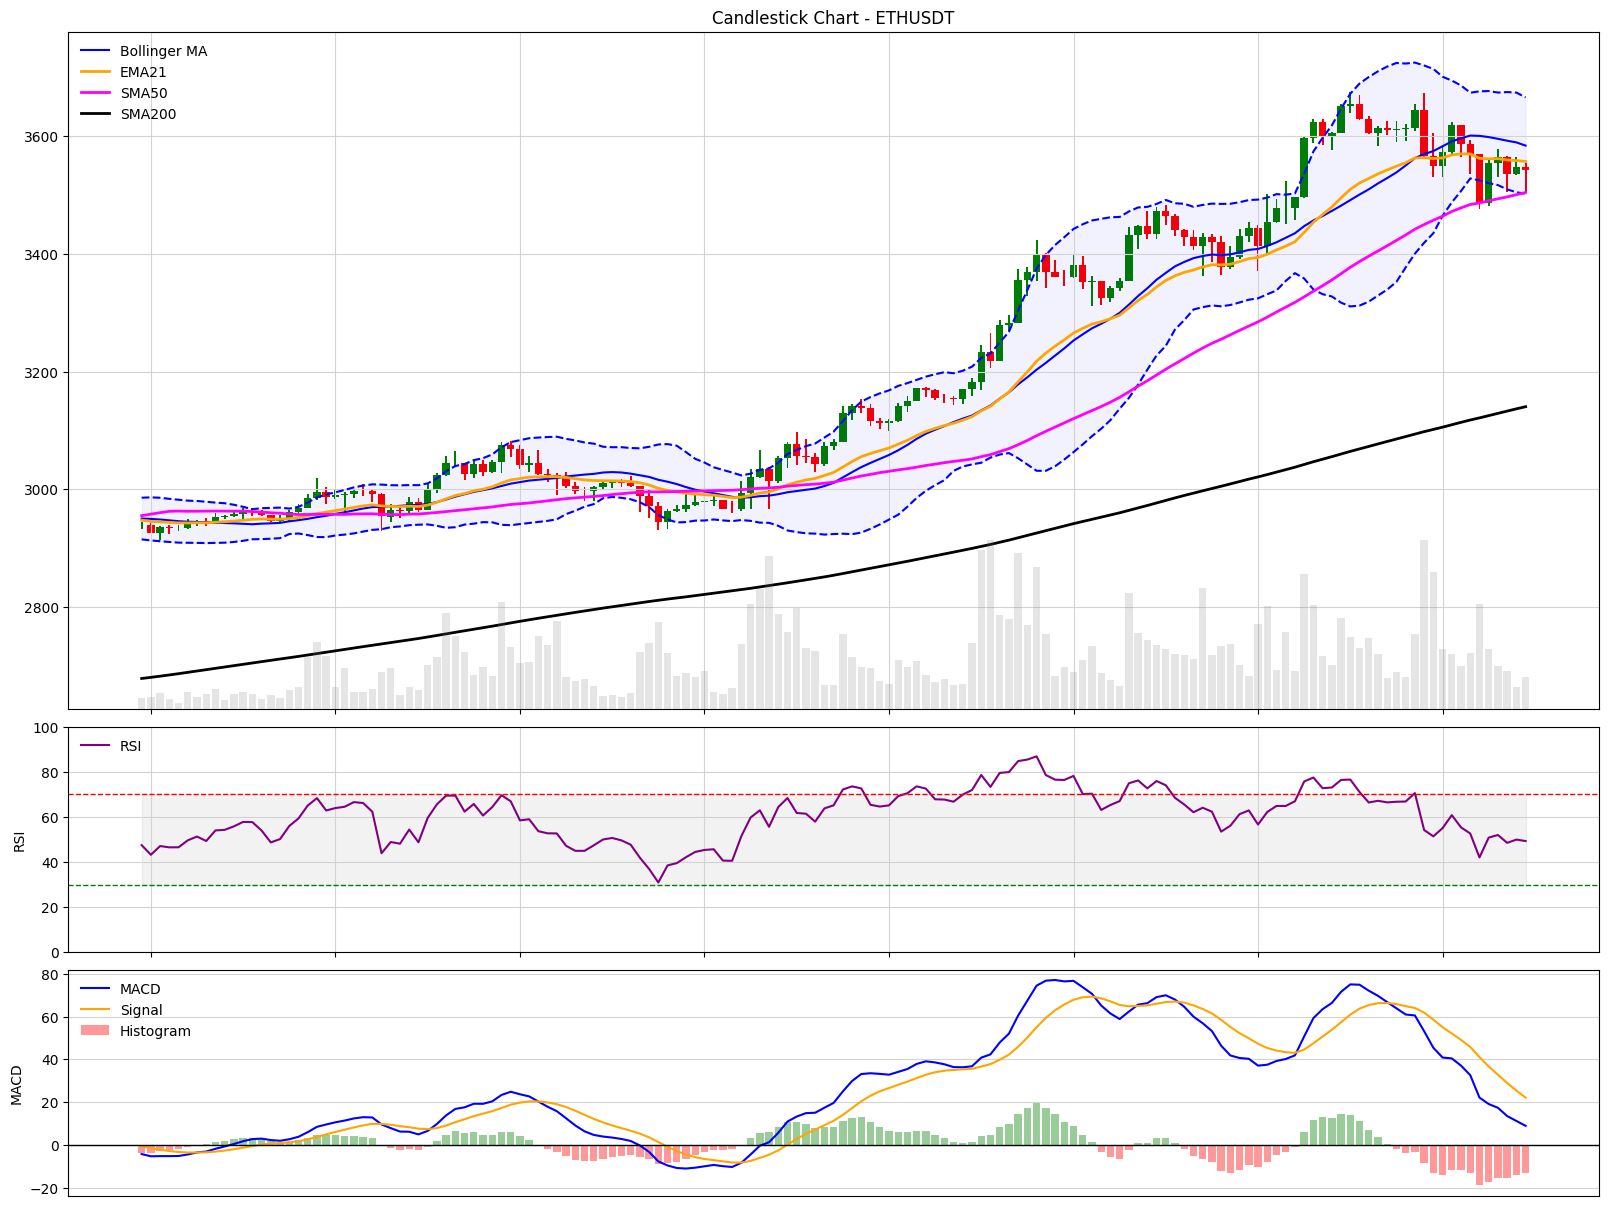 Candlestick Chart - ETHUSDT
Bollinger MA
EMA21
SMA50
SMA200
3600
3400
3200
3000
2800
100
80
60
40
20
0
RSI
RSI
80
60
40
20
0
−20
MACD
MACD
Signal
Histogram